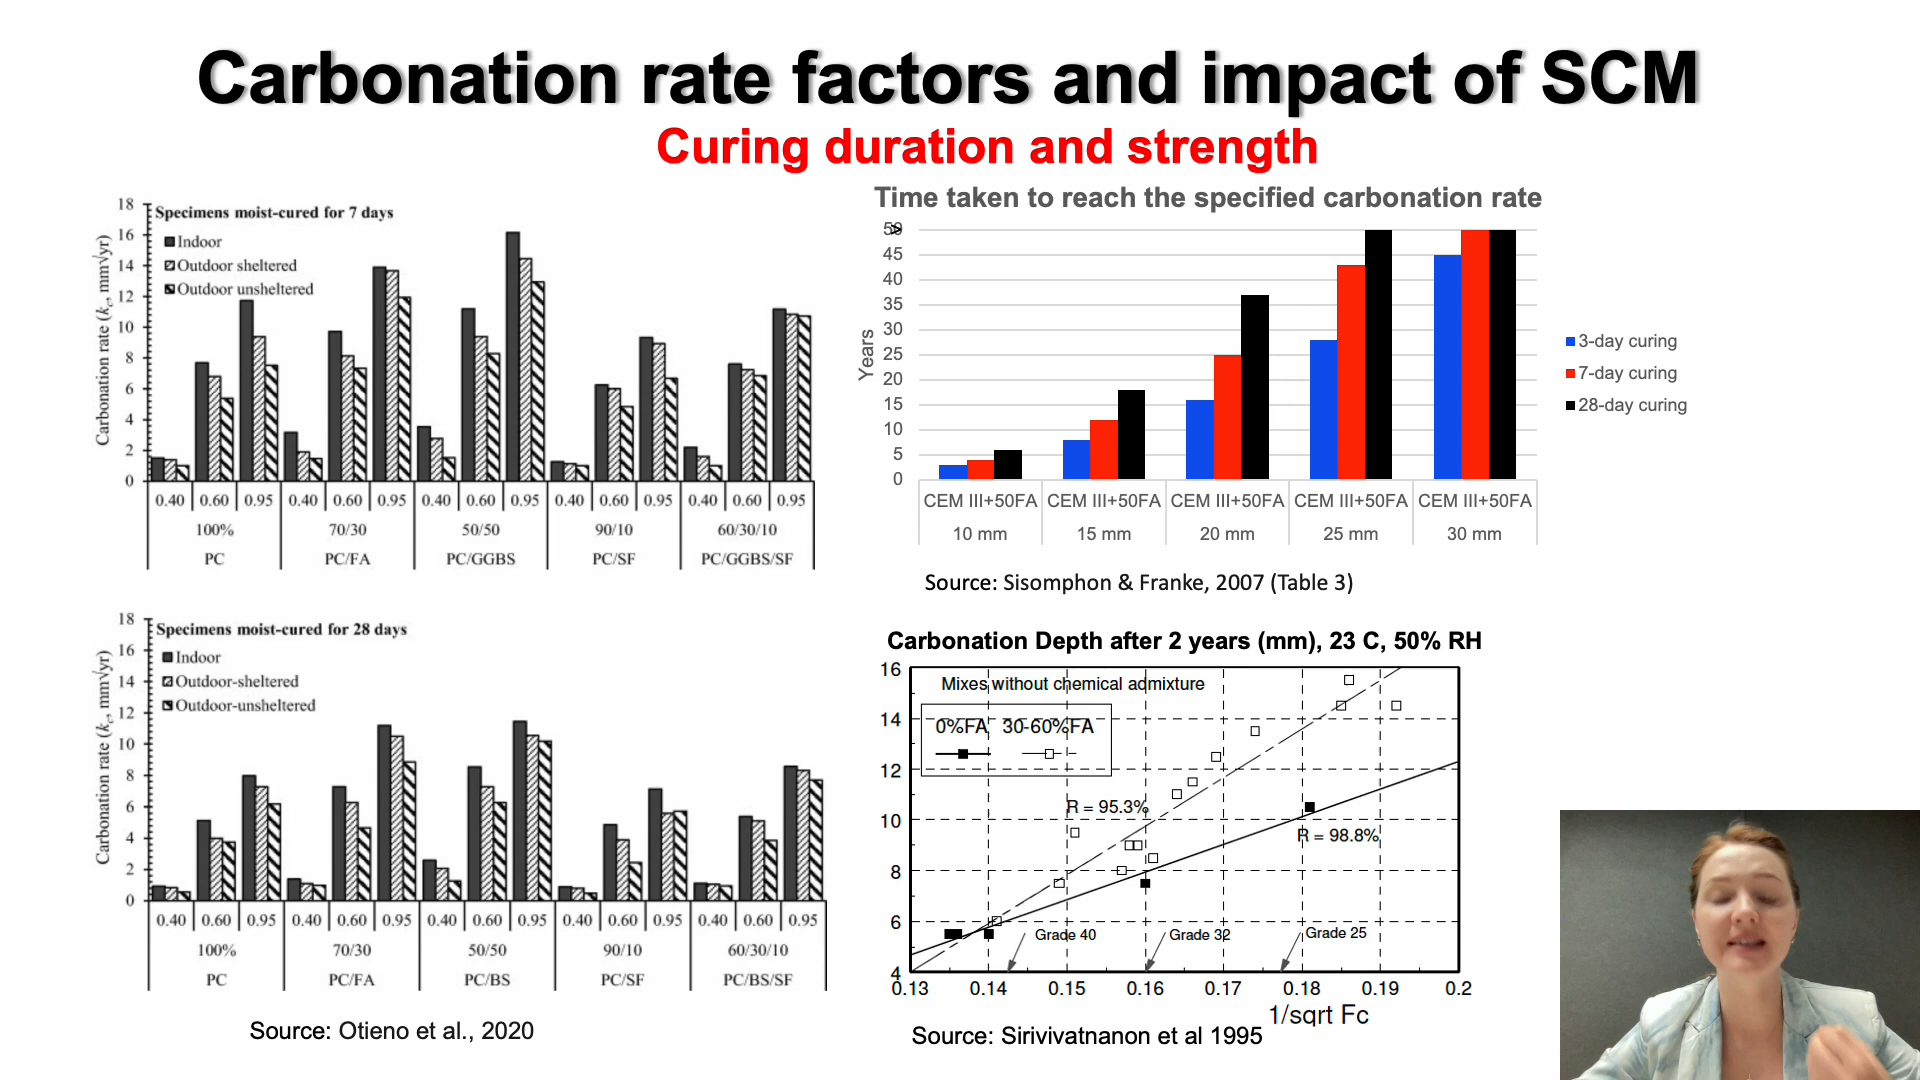 Carbonation rate factors and impact of SCM
Curing duration and strength
Specimens moist-cured for 7 days
Indoor
Outdoor sheltered
Outdoor unsheltered
Carbonation rate (kc, mm√yr)
18
16
14
12
10
8
6
4
2
0
0.40 0.60 0.95 0.40 0.60 0.95 0.40 0.60 0.95 0.40 0.60 0.95 0.40 0.60 0.95
100% 70/30 50/50 90/10 60/30/10
PC PC/FA PC/GGBS PC/SF PC/GGBS/SF
Specimens moist-cured for 28 days
Indoor
Outdoor-sheltered
Outdoor-unsheltered
Carbonation rate (kc, mm√yr)
18
16
14
12
10
8
6
4
2
0
0.40 0.60 0.95 0.40 0.60 0.95 0.40 0.60 0.95 0.40 0.60 0.95 0.40 0.60 0.95
100% 70/30 50/50 90/10 60/30/10
PC PC/FA PC/BS PC/SF PC/BS/SF
Source: Otieno et al., 2020
Time taken to reach the specified carbonation rate
Years
>
50
45
40
35
30
25
20
15
10
5
0
CEM III+50FA CEM III+50FA CEM III+50FA CEM III+50FA CEM III+50FA
10 mm 15 mm 20 mm 25 mm 30 mm
3-day curing
7-day curing
28-day curing
Source: Sisomphon & Franke, 2007 (Table 3)
Carbonation Depth after 2 years (mm), 23 C, 50% RH
16
14
12
10
8
6
4
Mixes without chemical admixture
0%FA 30-60%FA
R = 95.3%
R = 98.8%
Grade 40 Grade 32 Grade 25
0.13 0.14 0.15 0.16 0.17 0.18 0.19 0.2
1/sqrt Fc
Source: Sirivivatnanon et al 1995